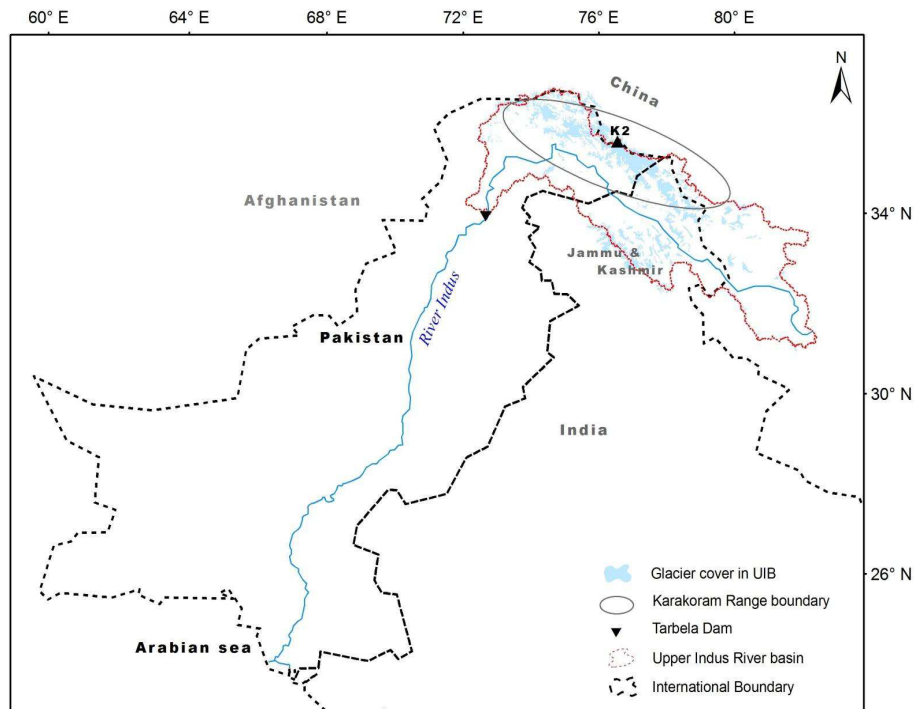 60° E 64° E 68° E 72° E 76° E 80° E
N
China
K2
Afghanistan
34° N
Jammu &
Kashmir
River Indus
Pakistan
30° N
India
26° N
Glacier cover in UIB
Karakoram Range boundary
Arabian sea
Tarbela Dam
Upper Indus River basin
International Boundary